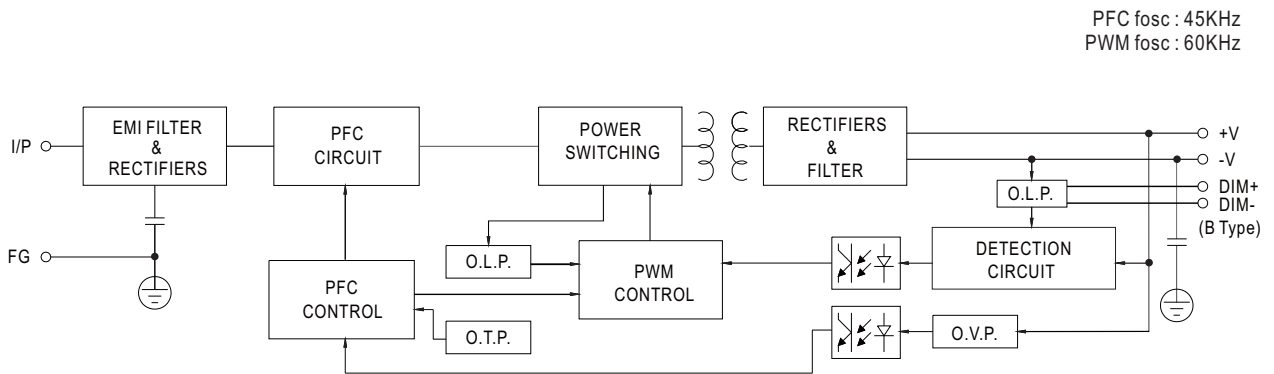 PFC fosc : 45KHz
PWM fosc : 60KHz
I/P
EMI FILTER
&
RECTIFIERS
PFC
CIRCUIT
POWER
SWITCHING
RECTIFIERS
&
FILTER
+V
-V
DIM+
DIM-
(B Type)
O.L.P.
FG
PFC
CONTROL
O.L.P.
O.T.P.
PWM
CONTROL
DETECTION
CIRCUIT
O.V.P.